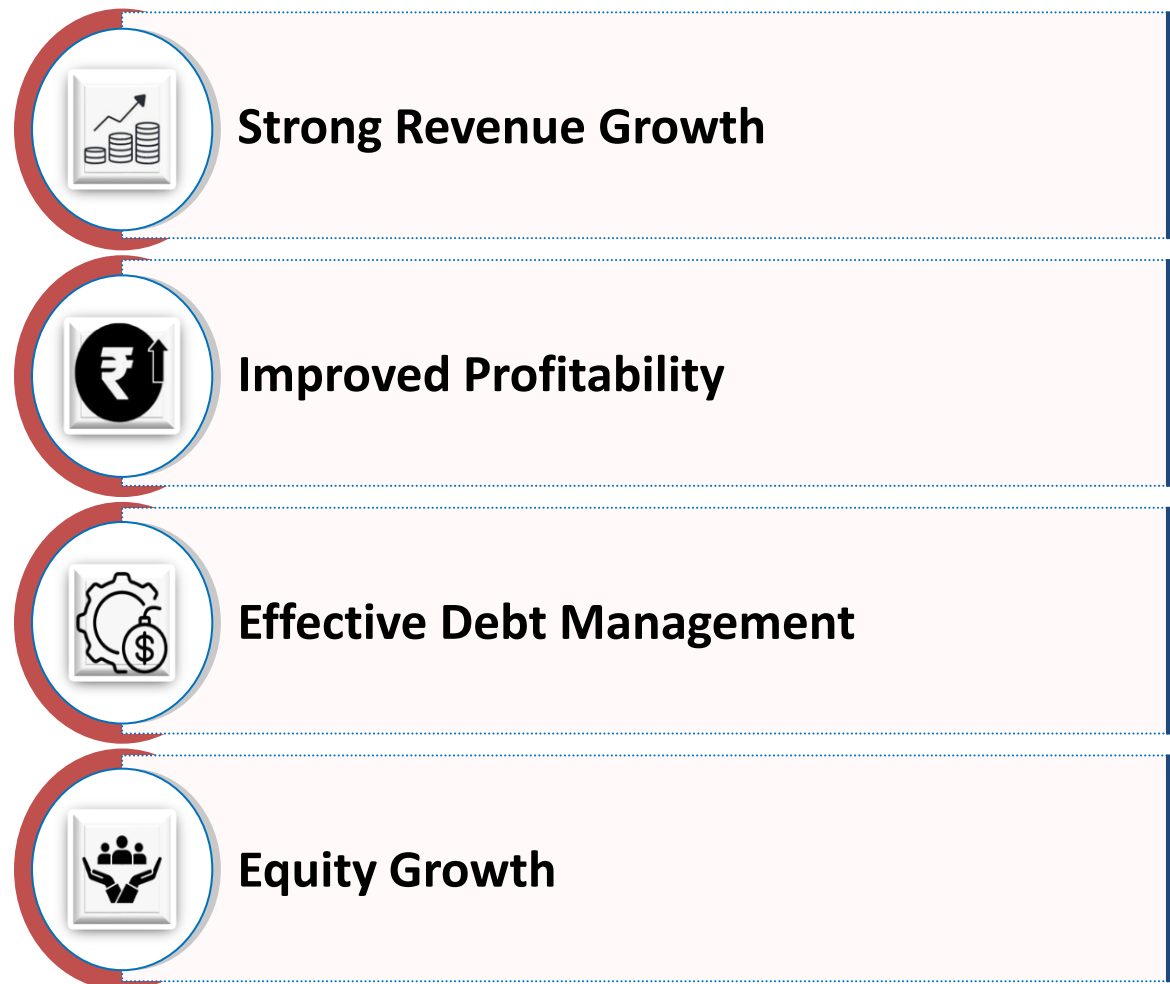 Strong Revenue Growth
₹
Improved Profitability
$
Effective Debt Management
Equity Growth